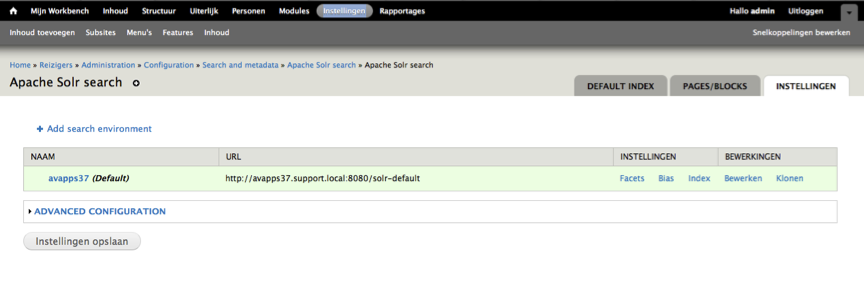 Mijn Workbench Inhoud Structuur Uiterlijk Personen Modules Instellingen Rapportages Hallo admin Uitloggen
Inhoud toevoegen Subsites Menu's Features Inhoud Snelkoppelingen bewerken
Home » Reizigers » Administration » Configuration » Search and metadata » Apache Solr search » Apache Solr search
Apache Solr search
DEFAULT INDEX PAGES/BLOCKS INSTELLINGEN
+ Add search environment
NAAM URL INSTELLINGEN BEWERKINGEN
avapps37 (Default) http://avapps37.support.local:8080/solr-default Facets Bias Index Bewerken Klonen
ADVANCED CONFIGURATION
Instellingen opslaan